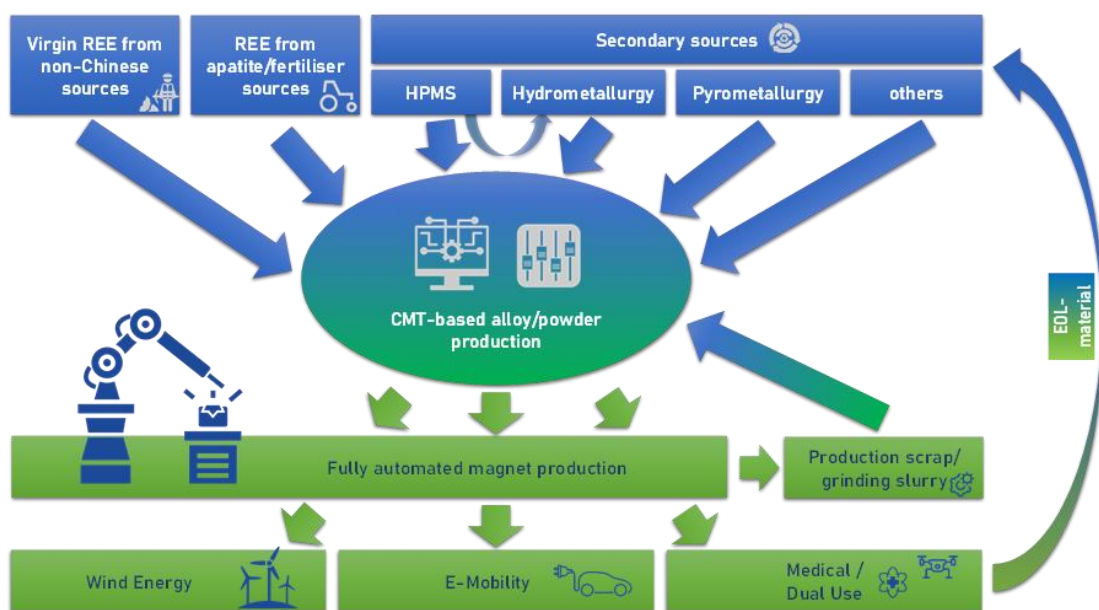 Virgin REE from
non-Chinese
sources
REE from
apatite/fertiliser
sources
Secondary sources
HPMS
Hydrometallurgy
Pyrometallurgy
others
CMT-based alloy/powder
production
EOL-
material
Fully automated magnet production
Production scrap/
grinding slurry
Wind Energy
E-Mobility
Medical /
Dual Use